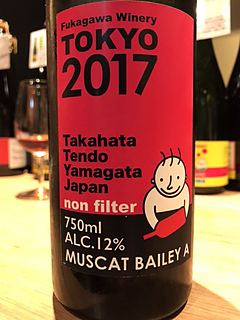 Fukagawa Winery
TOKYO
2017
Takahata
Tendo
Yamagata
Japan
non filter
750ml
ALC.12%
MUSCAT BAILEY A